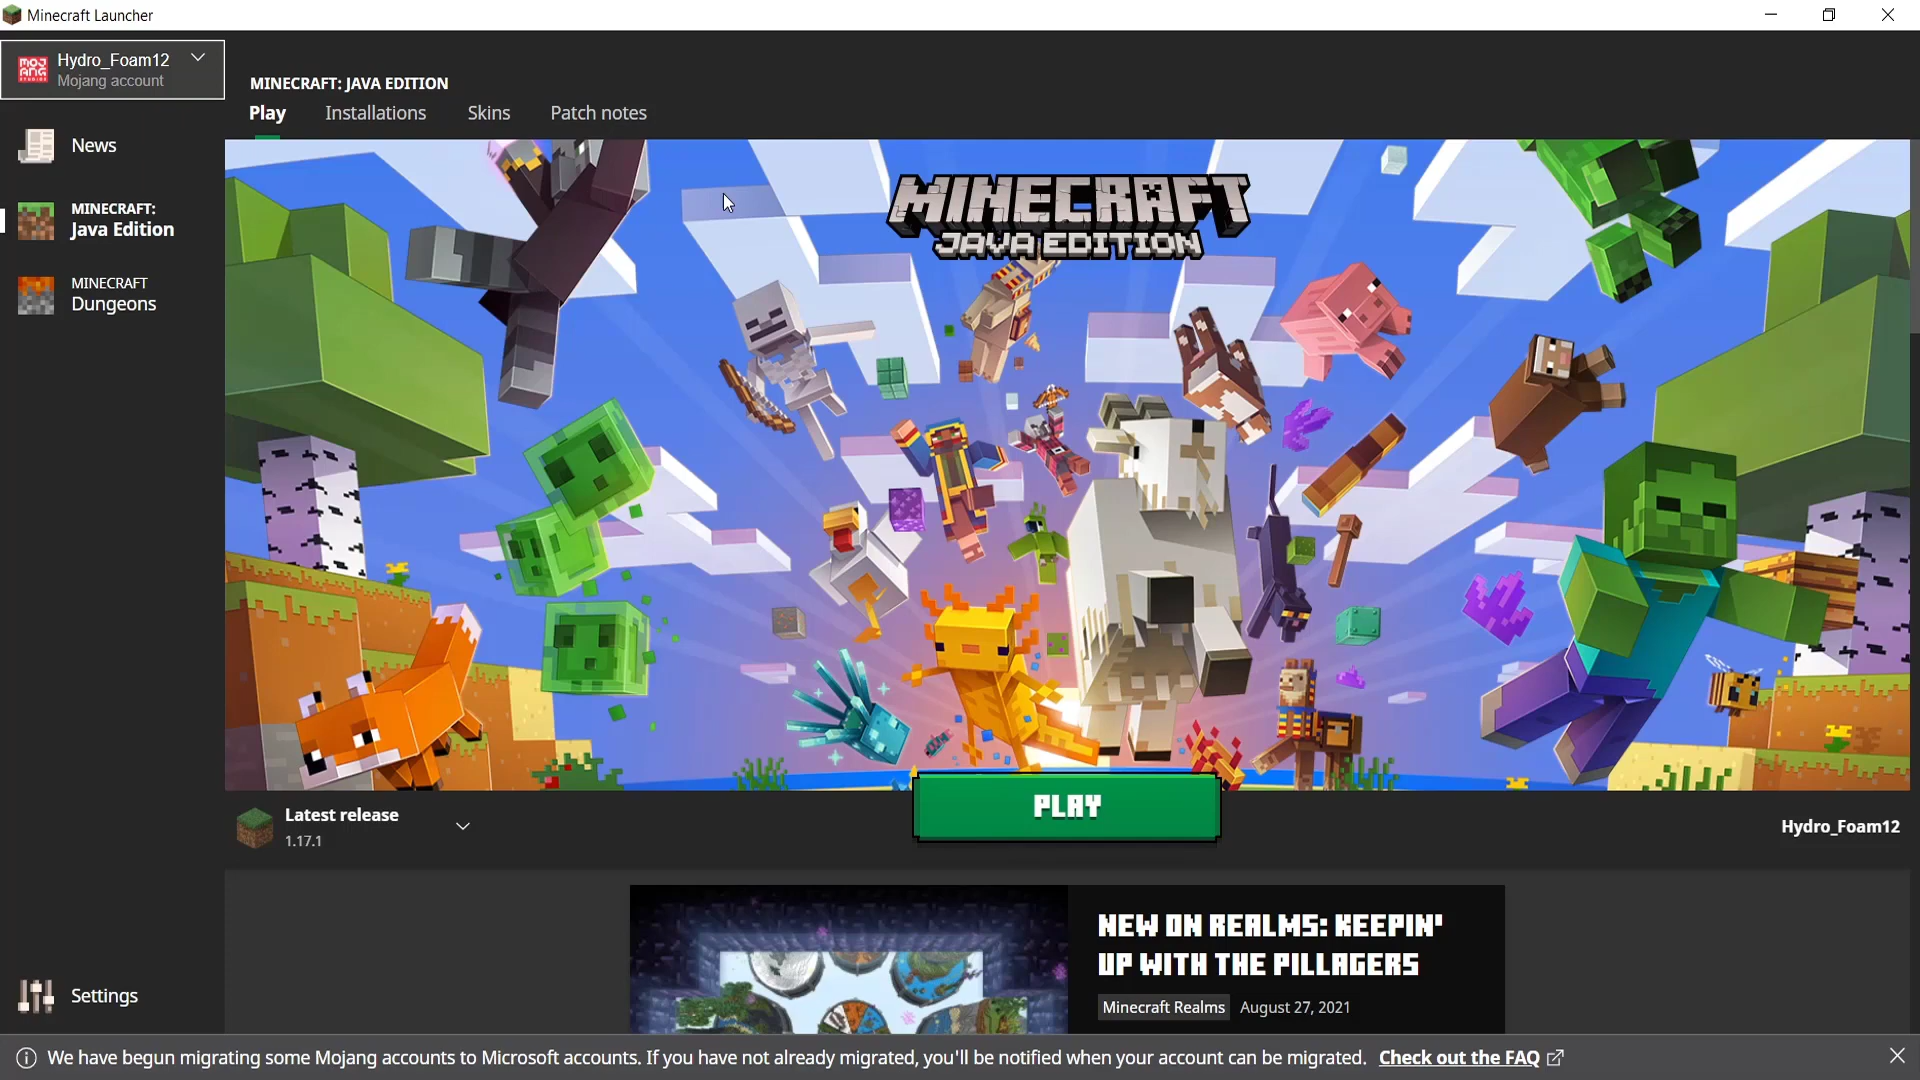 Minecraft Launcher
Hydro_Foam12
Mojang account
MOJ
ANG
STUDIOS
News
MINECRAFT:
Java Edition
MINECRAFT
Dungeons
Settings
MINECRAFT: JAVA EDITION
Play Installations Skins Patch notes
MINECRAFT
JAVA EDITION
Latest release
1.17.1
PLAY
Hydro_Foam12
NEW ON REALMS: KEEPIN'
UP WITH THE PILLAGERS
Minecraft Realms August 27, 2021
We have begun migrating some Mojang accounts to Microsoft accounts. If you have not already migrated, you'll be notified when your account can be migrated. Check out the FAQ